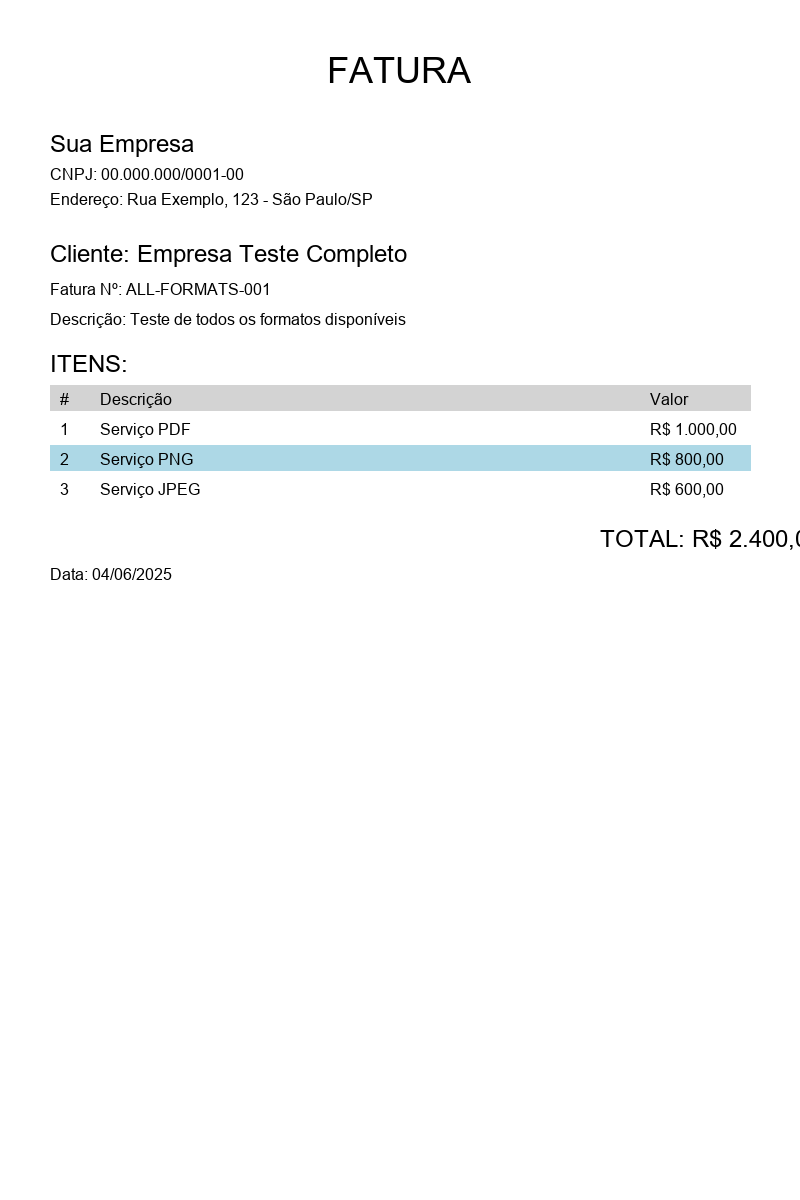 FATURA
Sua Empresa
CNPJ: 00.000.000/0001-00
Endereço: Rua Exemplo, 123 - São Paulo/SP
Cliente: Empresa Teste Completo
Fatura Nº: ALL-FORMATS-001
Descrição: Teste de todos os formatos disponíveis
ITENS:
# Descrição Valor
1 Serviço PDF R$ 1.000,00
2 Serviço PNG R$ 800,00
3 Serviço JPEG R$ 600,00
TOTAL: R$ 2.400,0
Data: 04/06/2025